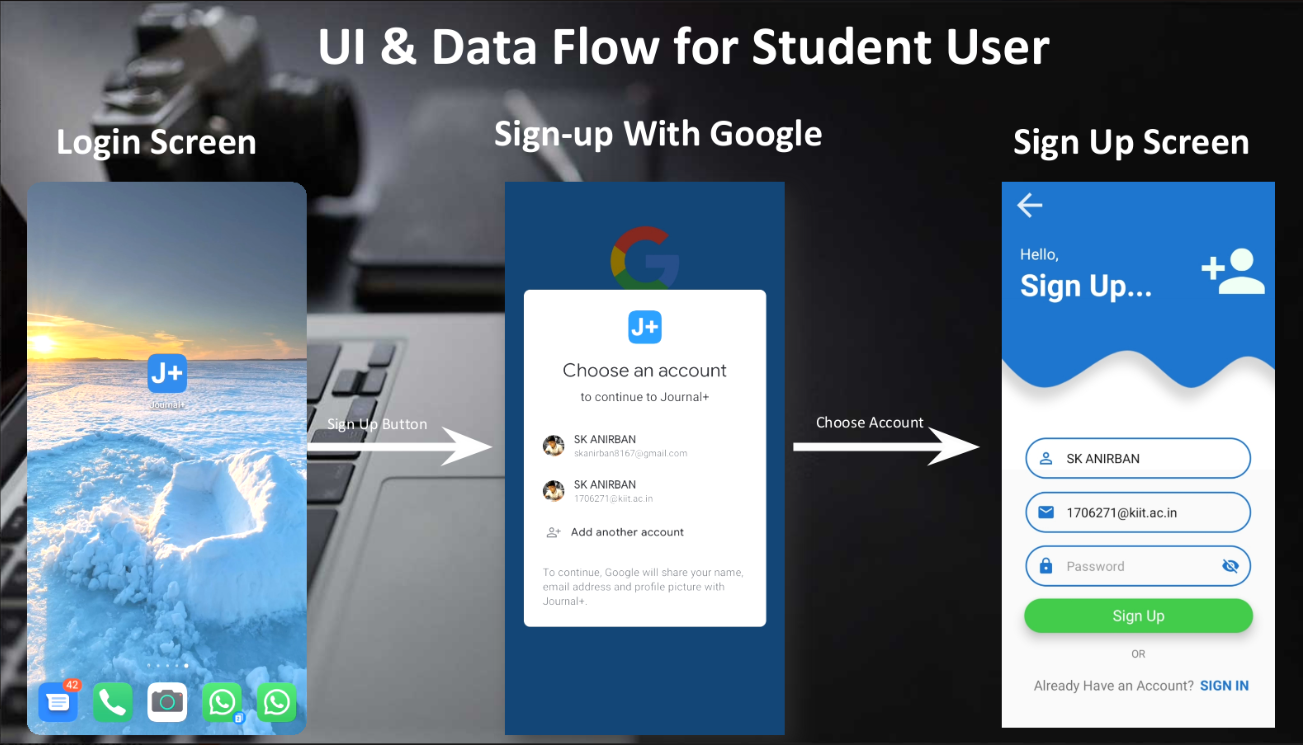 UI & Data Flow for Student User
Login Screen
Sign-up With Google
Sign Up Screen
J+
Journal+
42
Sign Up Button
G
J+
Choose an account
to continue to Journal+
SK ANIRBAN
skanirban8167@gmail.com
SK ANIRBAN
1706271@kiit.ac.in
Add another account
To continue, Google will share your name,
email address and profile picture with
Journal+.
Choose Account
Hello,
Sign Up...
SK ANIRBAN
1706271@kiit.ac.in
Password
Sign Up
OR
Already Have an Account? SIGN IN